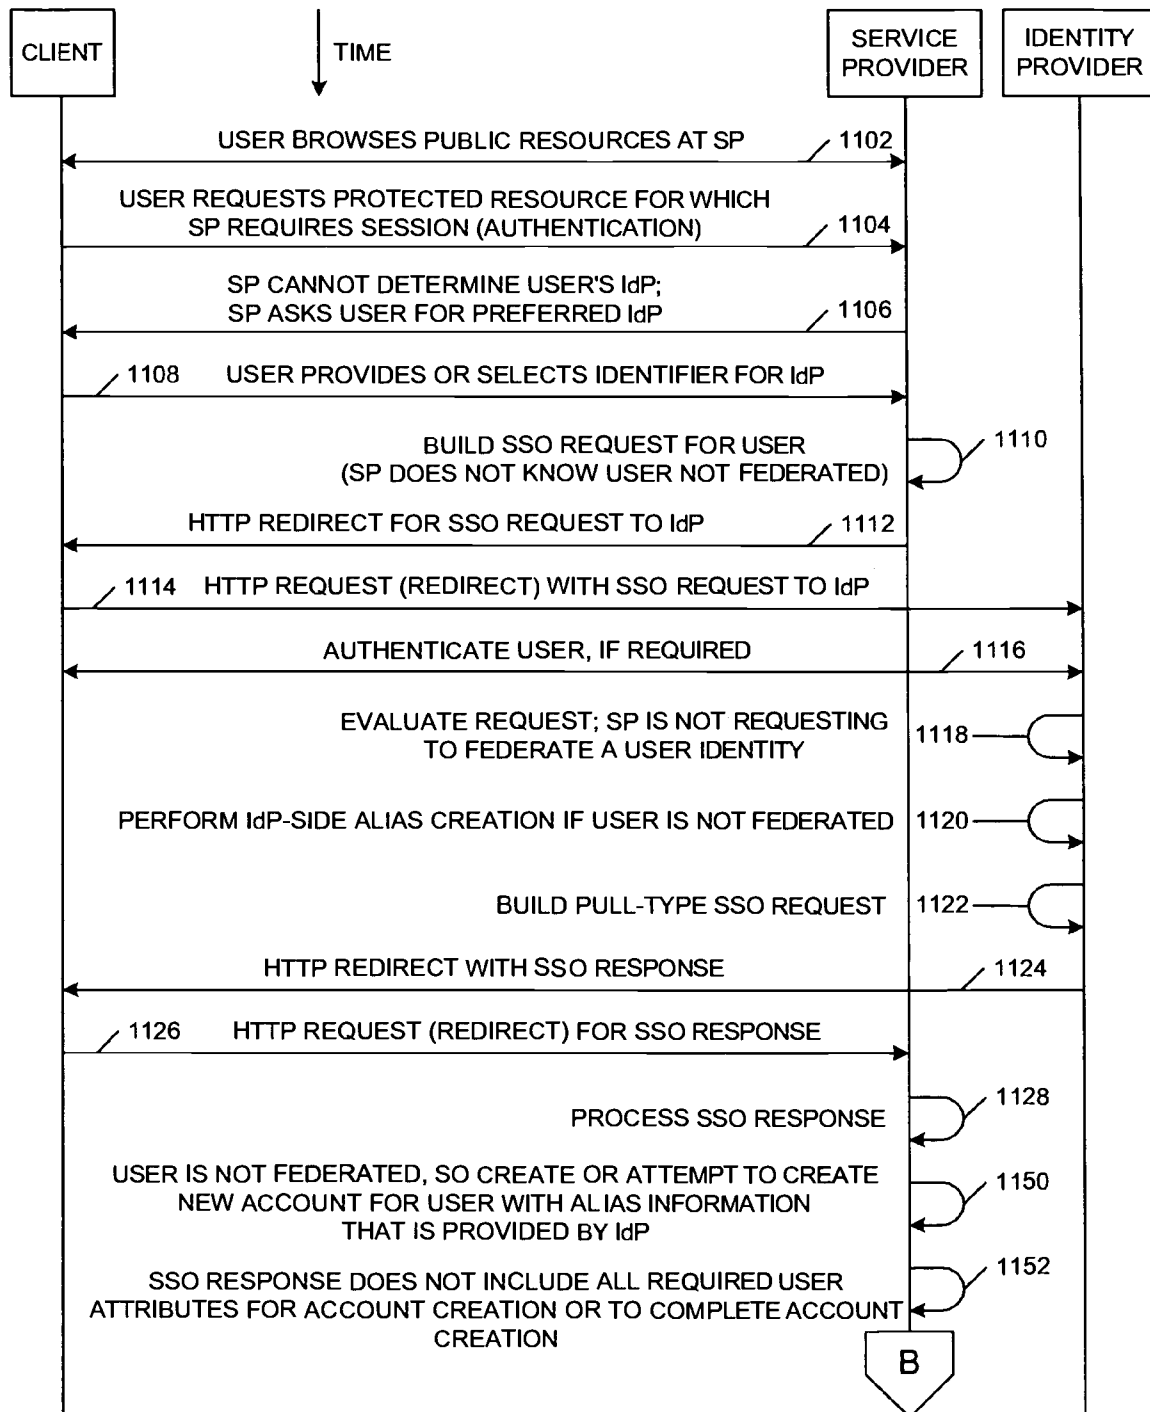 CLIENT
TIME
SERVICE
PROVIDER
IDENTITY
PROVIDER
USER BROWSES PUBLIC RESOURCES AT SP
1102
USER REQUESTS PROTECTED RESOURCE FOR WHICH
SP REQUIRES SESSION (AUTHENTICATION)
1104
SP CANNOT DETERMINE USER'S IdP;
SP ASKS USER FOR PREFERRED IdP
1106
1108 USER PROVIDES OR SELECTS IDENTIFIER FOR IdP
BUILD SSO REQUEST FOR USER
(SP DOES NOT KNOW USER NOT FEDERATED)
1110
HTTP REDIRECT FOR SSO REQUEST TO IdP
1112
1114 HTTP REQUEST (REDIRECT) WITH SSO REQUEST TO IdP
AUTHENTICATE USER, IF REQUIRED
1116
EVALUATE REQUEST; SP IS NOT REQUESTING
TO FEDERATE A USER IDENTITY
1118
PERFORM IdP-SIDE ALIAS CREATION IF USER IS NOT FEDERATED
1120
BUILD PULL-TYPE SSO REQUEST
1122
HTTP REDIRECT WITH SSO RESPONSE
1124
1126 HTTP REQUEST (REDIRECT) FOR SSO RESPONSE
PROCESS SSO RESPONSE
1128
USER IS NOT FEDERATED, SO CREATE OR ATTEMPT TO CREATE
NEW ACCOUNT FOR USER WITH ALIAS INFORMATION
THAT IS PROVIDED BY IdP
1150
SSO RESPONSE DOES NOT INCLUDE ALL REQUIRED USER
ATTRIBUTES FOR ACCOUNT CREATION OR TO COMPLETE ACCOUNT
CREATION
1152
B